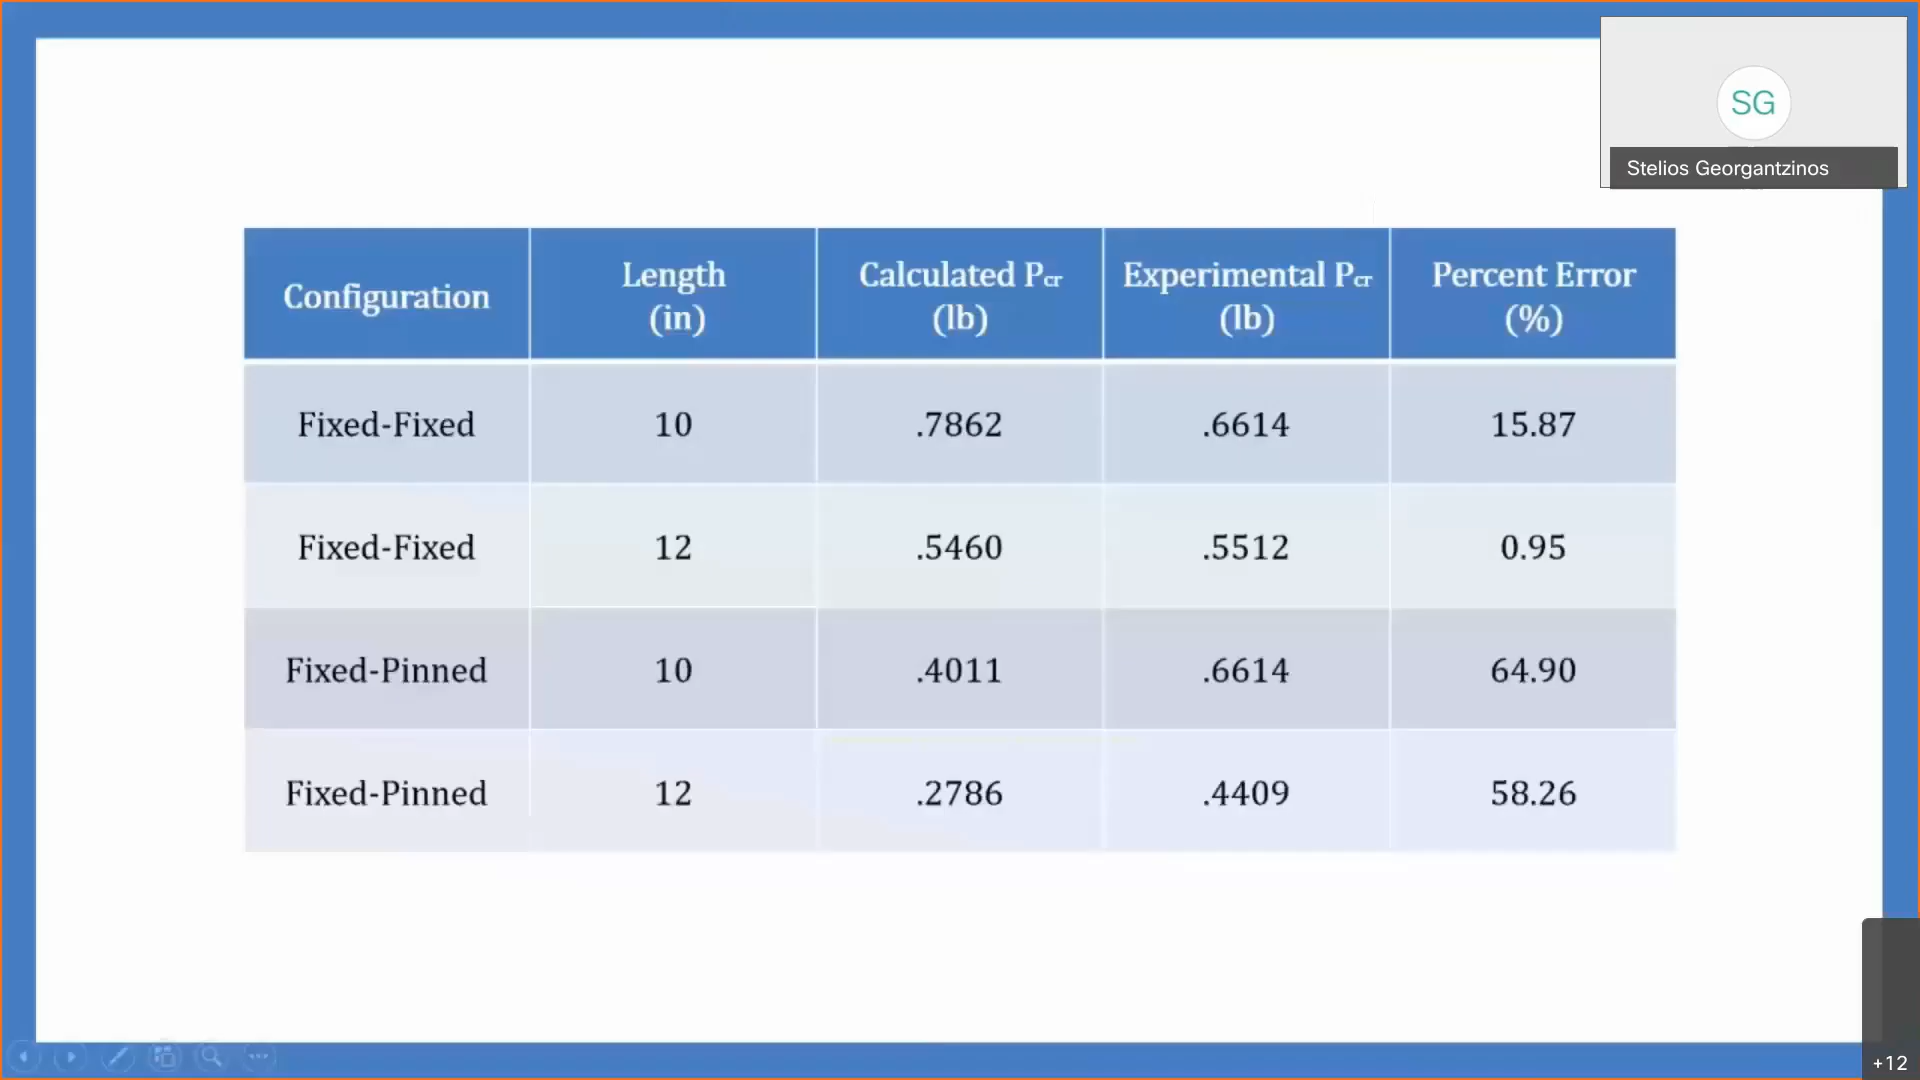 SG
Stelios Georgantzinos
Configuration Length (in) Calculated Pcr (lb) Experimental Pcr (lb) Percent Error (%)
Fixed-Fixed 10 .7862 .6614 15.87
Fixed-Fixed 12 .5460 .5512 0.95
Fixed-Pinned 10 .4011 .6614 64.90
Fixed-Pinned 12 .2786 .4409 58.26
+12